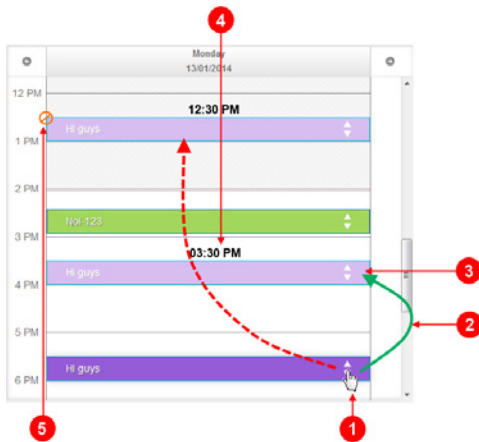 4
Monday
13/01/2014
12 PM
12:30 PM
Hi guys
1 PM
2 PM
Nol-123
3 PM
03:30 PM
Hi guys
3
4 PM
2
5 PM
Hi guys
6 PM
5
1